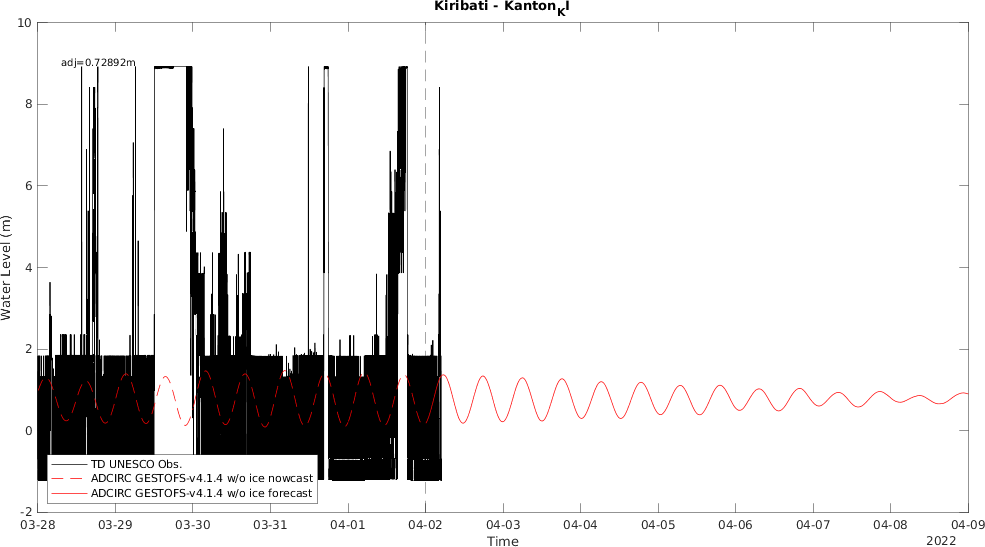 Kiribati - KantonKI
adj=0.72892m
10
8
6
4
2
0
-2
Water Level (m)
TD UNESCO Obs.
ADCIRC GESTOFS-v4.1.4 w/o ice nowcast
ADCIRC GESTOFS-v4.1.4 w/o ice forecast
03-28 03-29 03-30 03-31 04-01 04-02 04-03 04-04 04-05 04-06 04-07 04-08 04-09
Time
2022